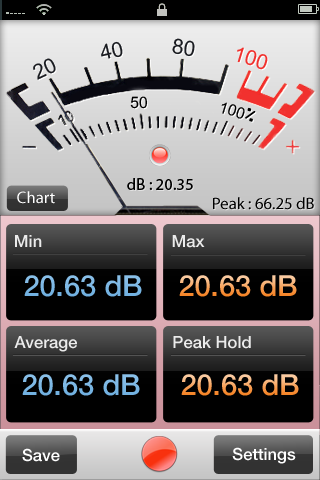 20 40 80 100
10 50 100%
− +
dB : 20.35
Chart
Peak : 66.25 dB
Min Max
20.63 dB 20.63 dB
Average Peak Hold
20.63 dB 20.63 dB
Save Settings